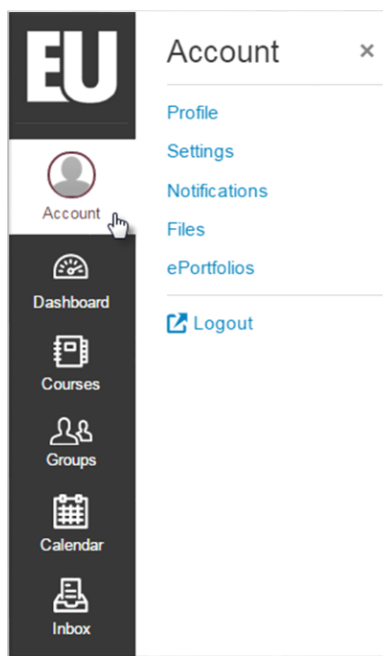 EU
Account
Dashboard
Courses
Groups
Calendar
Inbox
Account ×
Profile
Settings
Notifications
Files
ePortfolios
Logout